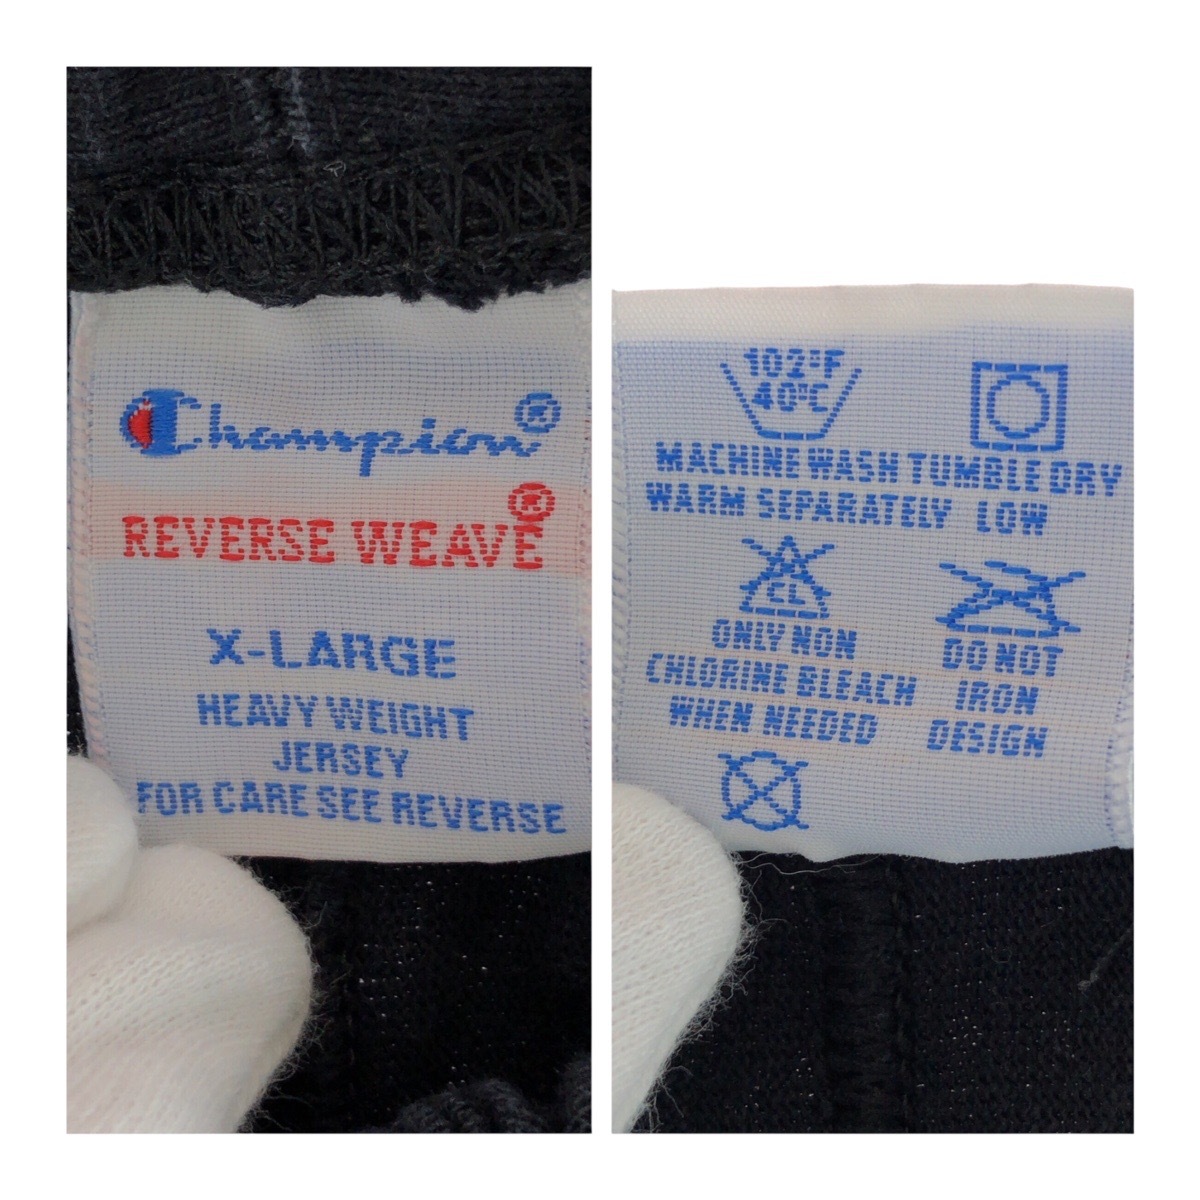 Champion®
REVERSE WEAVE®
X-LARGE
HEAVY WEIGHT
JERSEY
FOR CARE SEE REVERSE
102°F
40°C
MACHINE WASH TUMBLE DRY
WARM SEPARATELY LOW
CL
ONLY NON
CHLORINE BLEACH
WHEN NEEDED
DO NOT
IRON
DESIGN